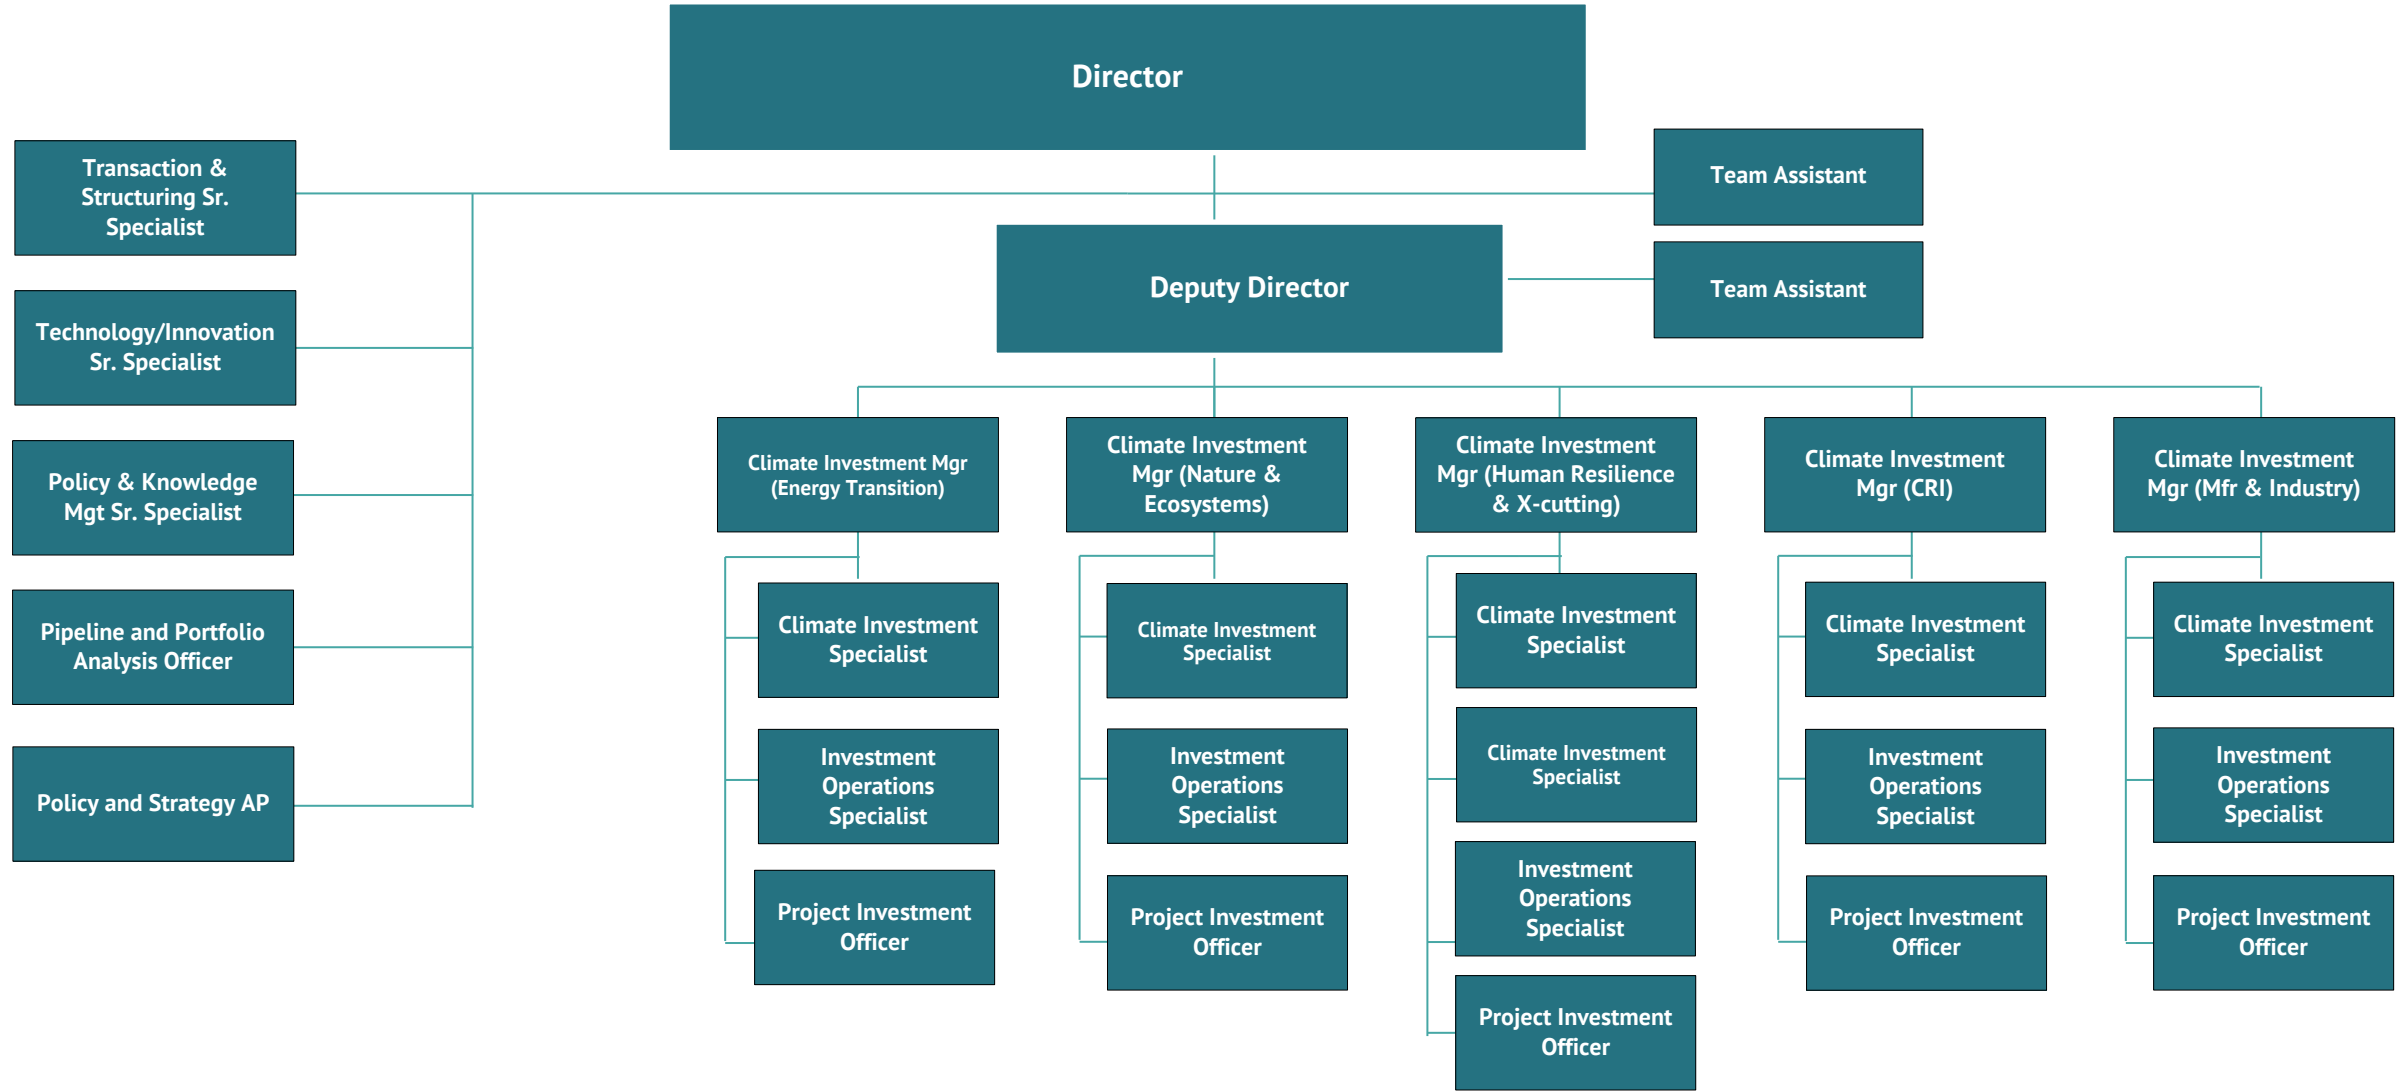 Director
Transaction &
Structuring Sr.
Specialist
Team Assistant
Deputy Director
Team Assistant
Technology/Innovation
Sr. Specialist
Policy & Knowledge
Mgt Sr. Specialist
Pipeline and Portfolio
Analysis Officer
Policy and Strategy AP
Climate Investment Mgr
(Energy Transition)
Climate Investment
Specialist
Investment
Operations
Specialist
Project Investment
Officer
Climate Investment
Mgr (Nature &
Ecosystems)
Climate Investment
Specialist
Investment
Operations
Specialist
Project Investment
Officer
Climate Investment
Mgr (Human Resilience
& X-cutting)
Climate Investment
Specialist
Climate Investment
Specialist
Investment
Operations
Specialist
Project Investment
Officer
Climate Investment
Mgr (CRI)
Climate Investment
Specialist
Investment
Operations
Specialist
Project Investment
Officer
Climate Investment
Mgr (Mfr & Industry)
Climate Investment
Specialist
Investment
Operations
Specialist
Project Investment
Officer